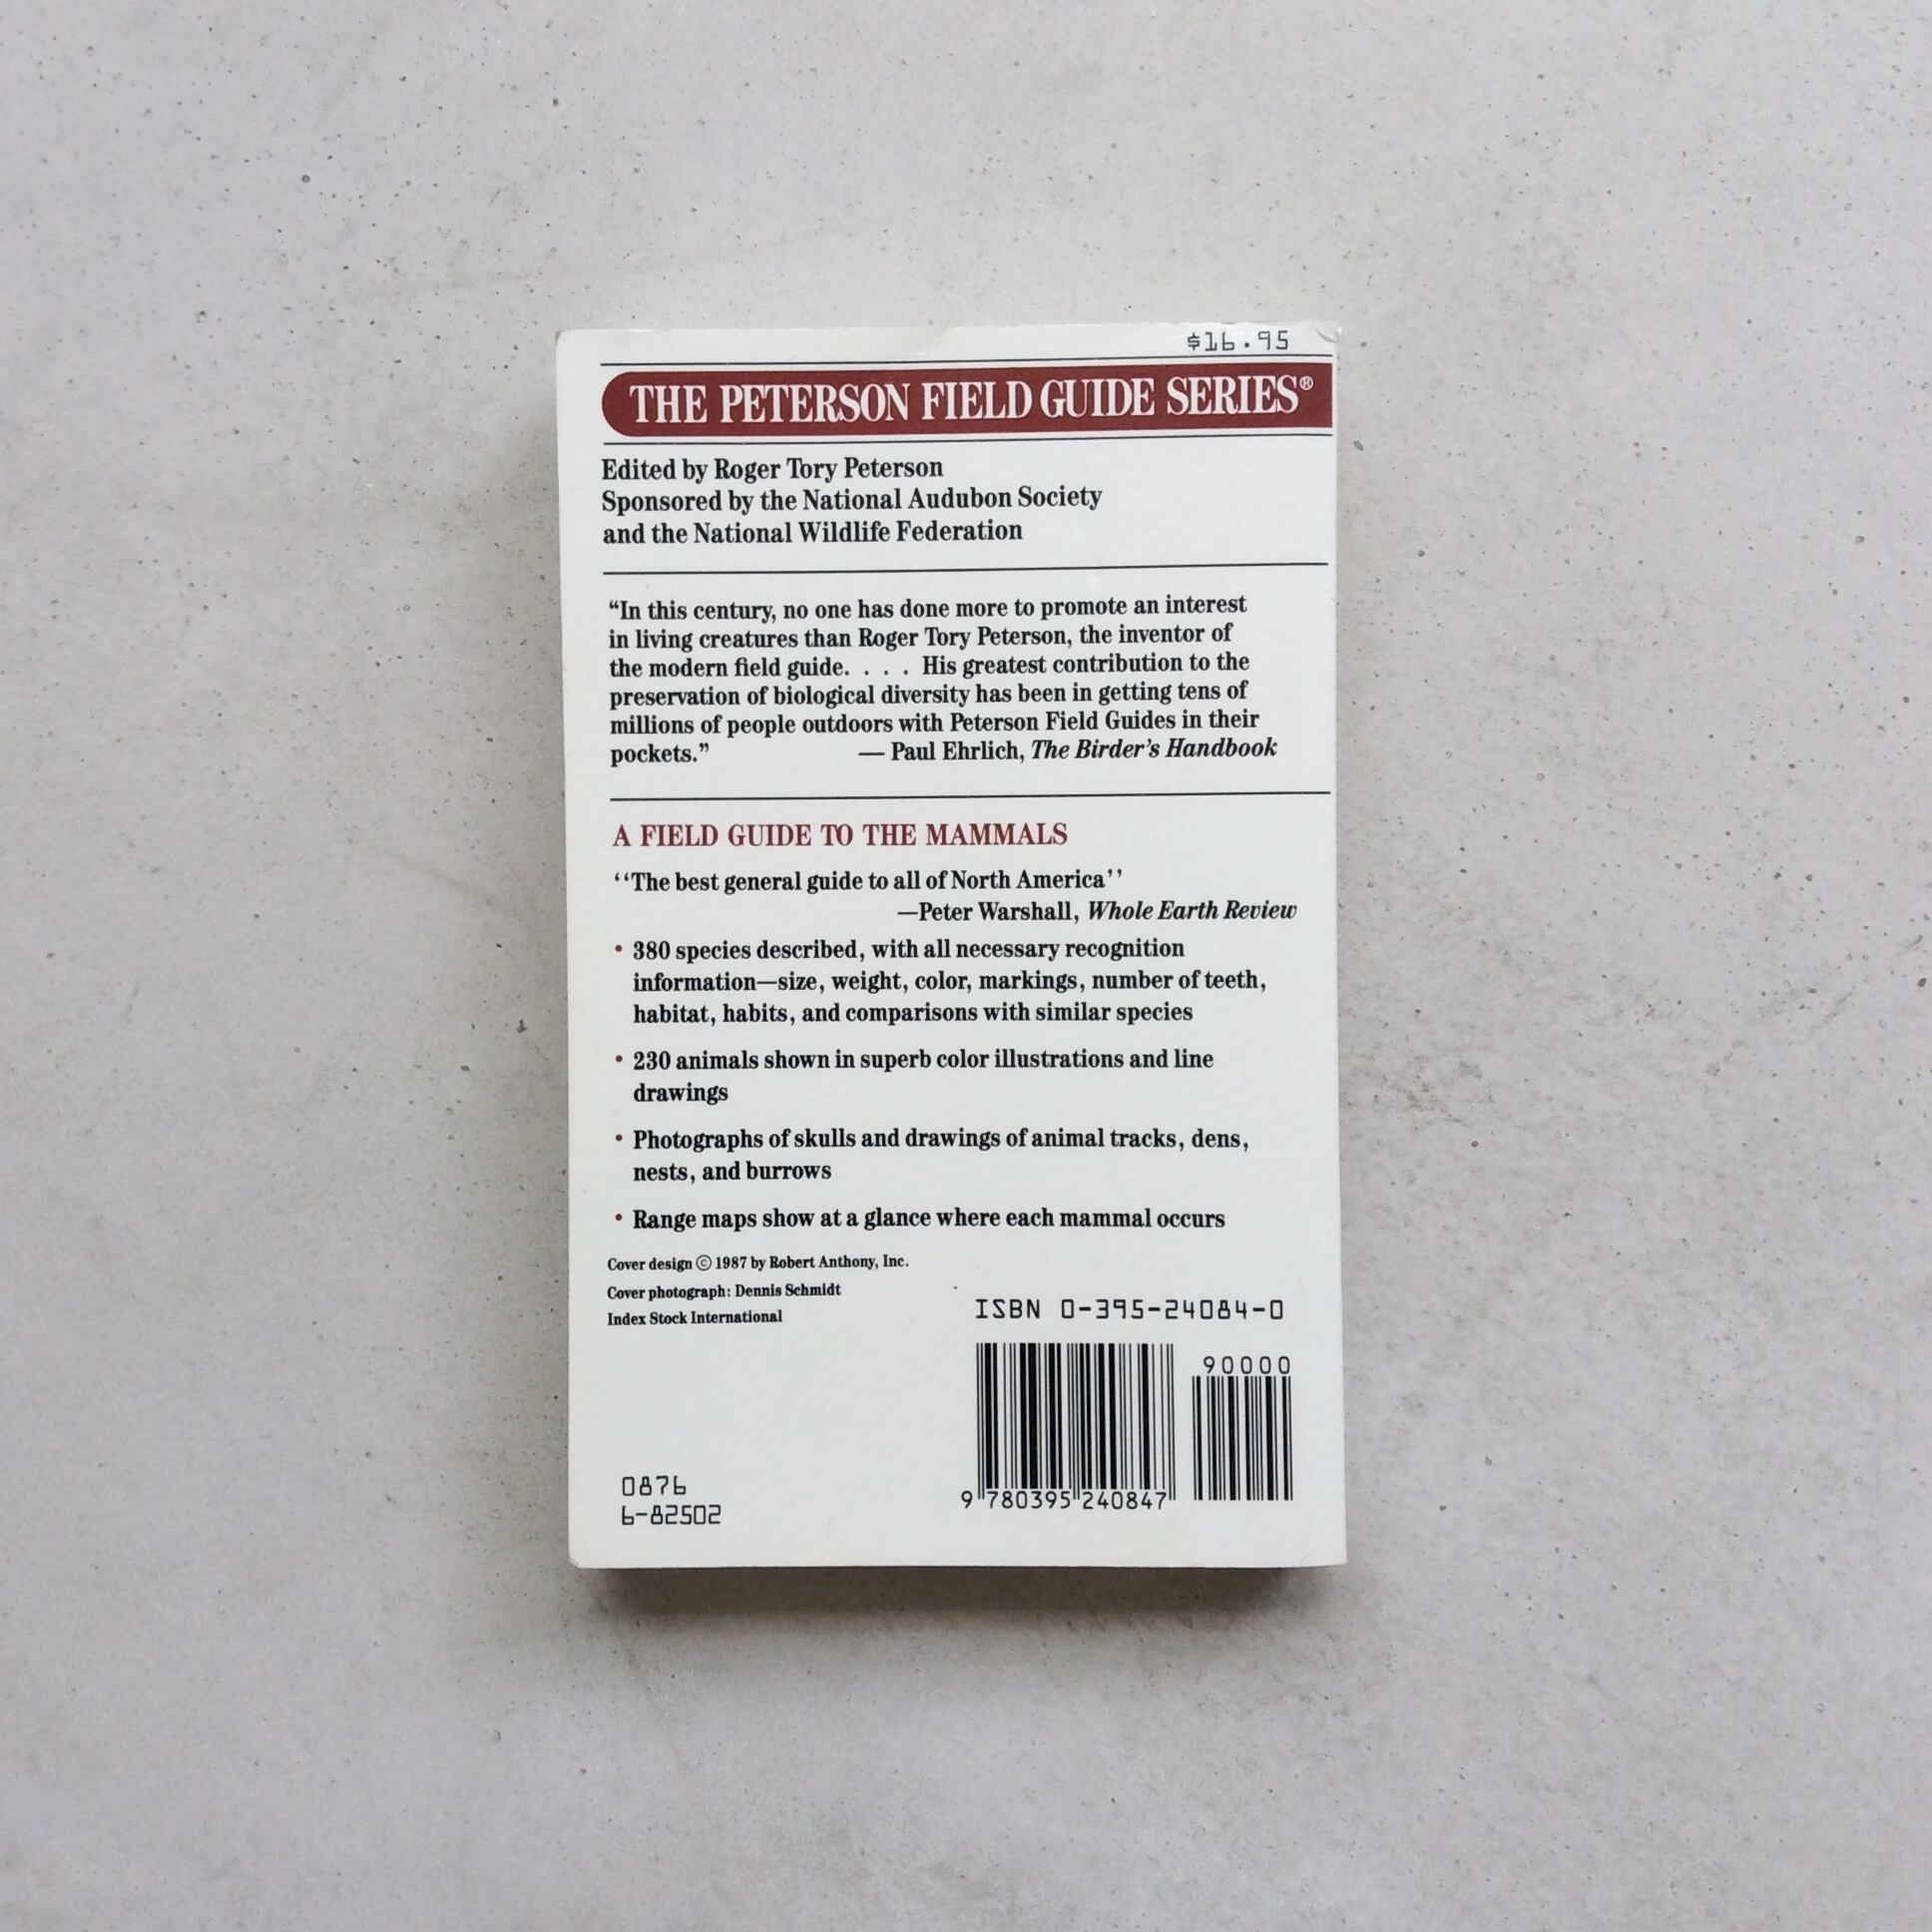 $16.95
THE PETERSON FIELD GUIDE SERIES®
Edited by Roger Tory Peterson
Sponsored by the National Audubon Society
and the National Wildlife Federation
“In this century, no one has done more to promote an interest
in living creatures than Roger Tory Peterson, the inventor of
the modern field guide. . . . His greatest contribution to the
preservation of biological diversity has been in getting tens of
millions of people outdoors with Peterson Field Guides in their
pockets.” — Paul Ehrlich, The Birder’s Handbook
A FIELD GUIDE TO THE MAMMALS
‘‘The best general guide to all of North America’’
—Peter Warshall, Whole Earth Review
• 380 species described, with all necessary recognition
information—size, weight, color, markings, number of teeth,
habitat, habits, and comparisons with similar species
• 230 animals shown in superb color illustrations and line
drawings
• Photographs of skulls and drawings of animal tracks, dens,
nests, and burrows
• Range maps show at a glance where each mammal occurs
Cover design © 1987 by Robert Anthony, Inc.
Cover photograph: Dennis Schmidt
Index Stock International
ISBN 0-395-24084-0
90000
9 780395 240847
0876
6-82502